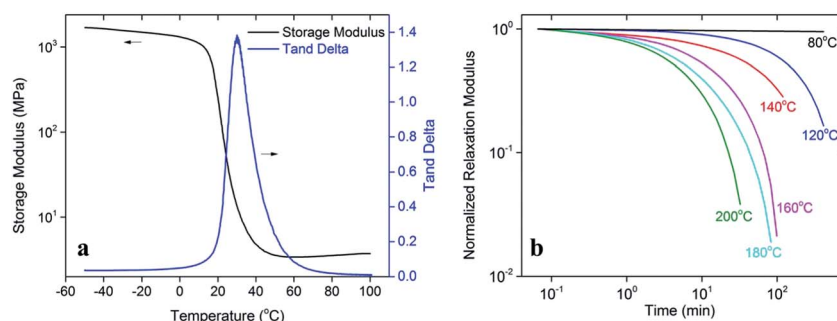 Storage Modulus
Tand Delta
Storage Modulus (MPa)
10³
10²
10¹
-60 -40 -20 0 20 40 60 80 100
Temperature (°C)
1.4
1.2
1.0
0.8
0.6
0.4
0.2
0.0
Tand Delta
a
Normalized Relaxation Modulus
10⁰
10⁻¹
10⁻²
10⁻¹ 10⁰ 10¹ 10²
Time (min)
80°C
140°C
120°C
160°C
200°C
180°C
b